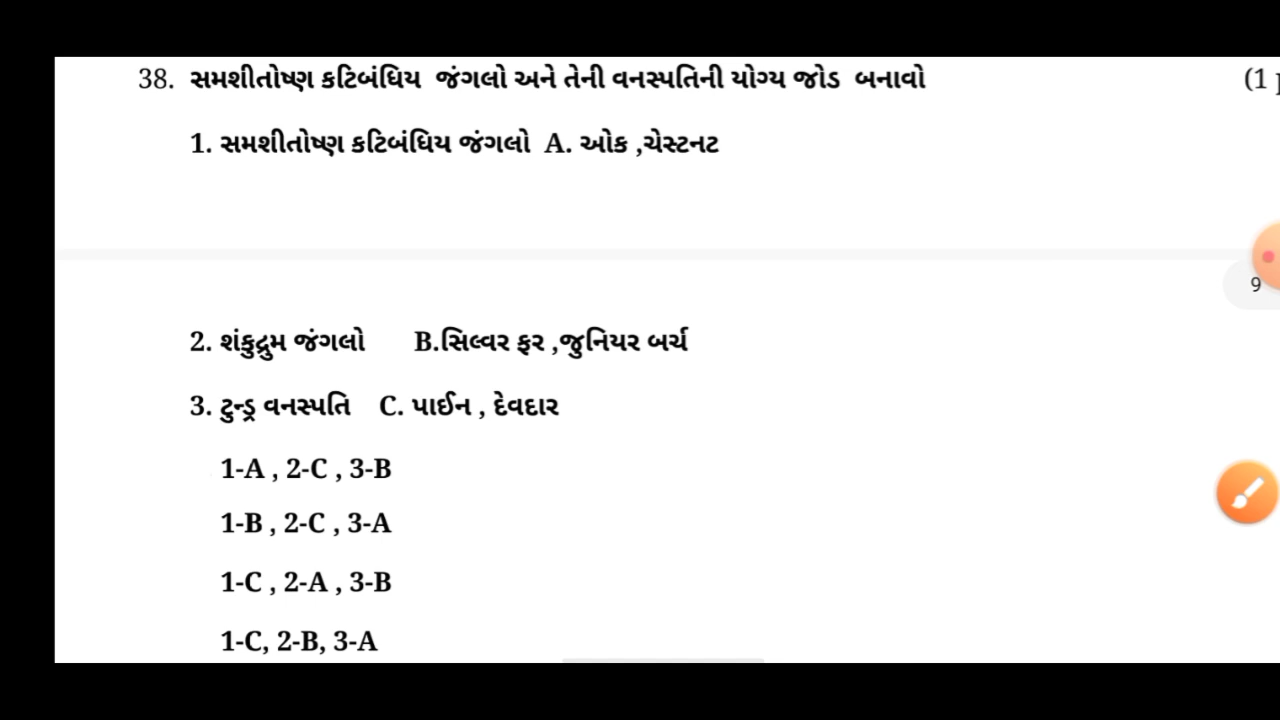 38. સમશીતોષ્ણ કટિબંધિય જંગલો અને તેની વનસ્પતિની યોગ્ય જોડ બનાવો (1
1. સમશીતોષ્ણ કટિબંધિય જંગલો A. ઓક ,ચેસ્ટનટ
9
2. શંકુદ્રુમ જંગલો B.સિલ્વર ફર ,જુનિયર બર્ચ
3. ટુન્ડ્ર વનસ્પતિ C. પાઈન , દેવદાર
1-A , 2-C , 3-B
1-B , 2-C , 3-A
1-C , 2-A , 3-B
1-C, 2-B, 3-A